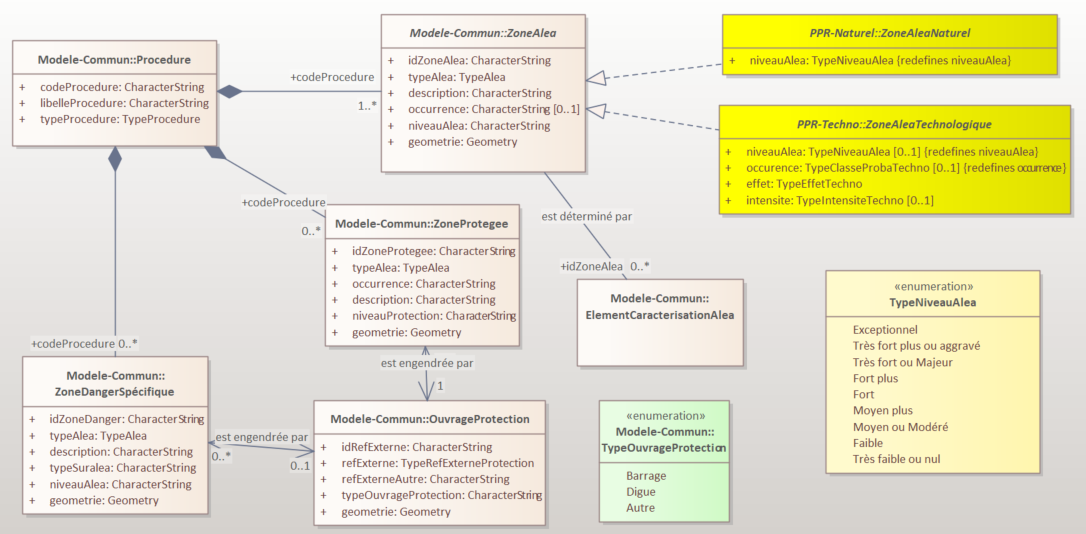 Modele-Commun::Procedure
+ codeProcedure: CharacterString
+ libelleProcedure: CharacterString
+ typeProcedure: TypeProcedure
+codeProcedure
1..*
Modele-Commun::ZoneAlea
+ idZoneAlea: CharacterString
+ typeAlea: TypeAlea
+ description: CharacterString
+ occurrence: CharacterString [0..1]
+ niveauAlea: CharacterString
+ geometrie: Geometry
PPR-Naturel::ZoneAleaNaturel
+ niveauAlea: TypeNiveauAlea {redefines niveauAlea}
PPR-Techno::ZoneAleaTechnologique
+ niveauAlea: TypeNiveauAlea [0..1] {redefines niveauAlea}
+ occurence: TypeClasseProbaTechno [0..1] {redefines occurrence}
+ effet: TypeEffetTechno
+ intensite: TypeIntensiteTechno [0..1]
+codeProcedure
0..*
Modele-Commun::ZoneProtegee
+ idZoneProtegee: CharacterString
+ typeAlea: TypeAlea
+ occurrence: CharacterString
+ description: CharacterString
+ niveauProtection: CharacterString
+ geometrie: Geometry
est déterminé par
+idZoneAlea 0..*
Modele-Commun::
ElementCaracterisationAlea
«enumeration»
TypeNiveauAlea
Exceptionnel
Très fort plus ou aggravé
Très fort ou Majeur
Fort plus
Fort
Moyen plus
Moyen ou Modéré
Faible
Très faible ou nul
+codeProcedure 0..*
Modele-Commun::
ZoneDangerSpécifique
+ idZoneDanger: CharacterString
+ typeAlea: TypeAlea
+ description: CharacterString
+ typeSuralea: CharacterString
+ niveauAlea: CharacterString
+ geometrie: Geometry
est engendrée par
1
est engendrée par
0..*
0..1
Modele-Commun::OuvrageProtection
+ idRefExterne: CharacterString
+ refExterne: TypeRefExterneProtection
+ refExterneAutre: CharacterString
+ typeOuvrageProtection: CharacterString
+ geometrie: Geometry
«enumeration»
Modele-Commun::
TypeOuvrageProtection
Barrage
Digue
Autre